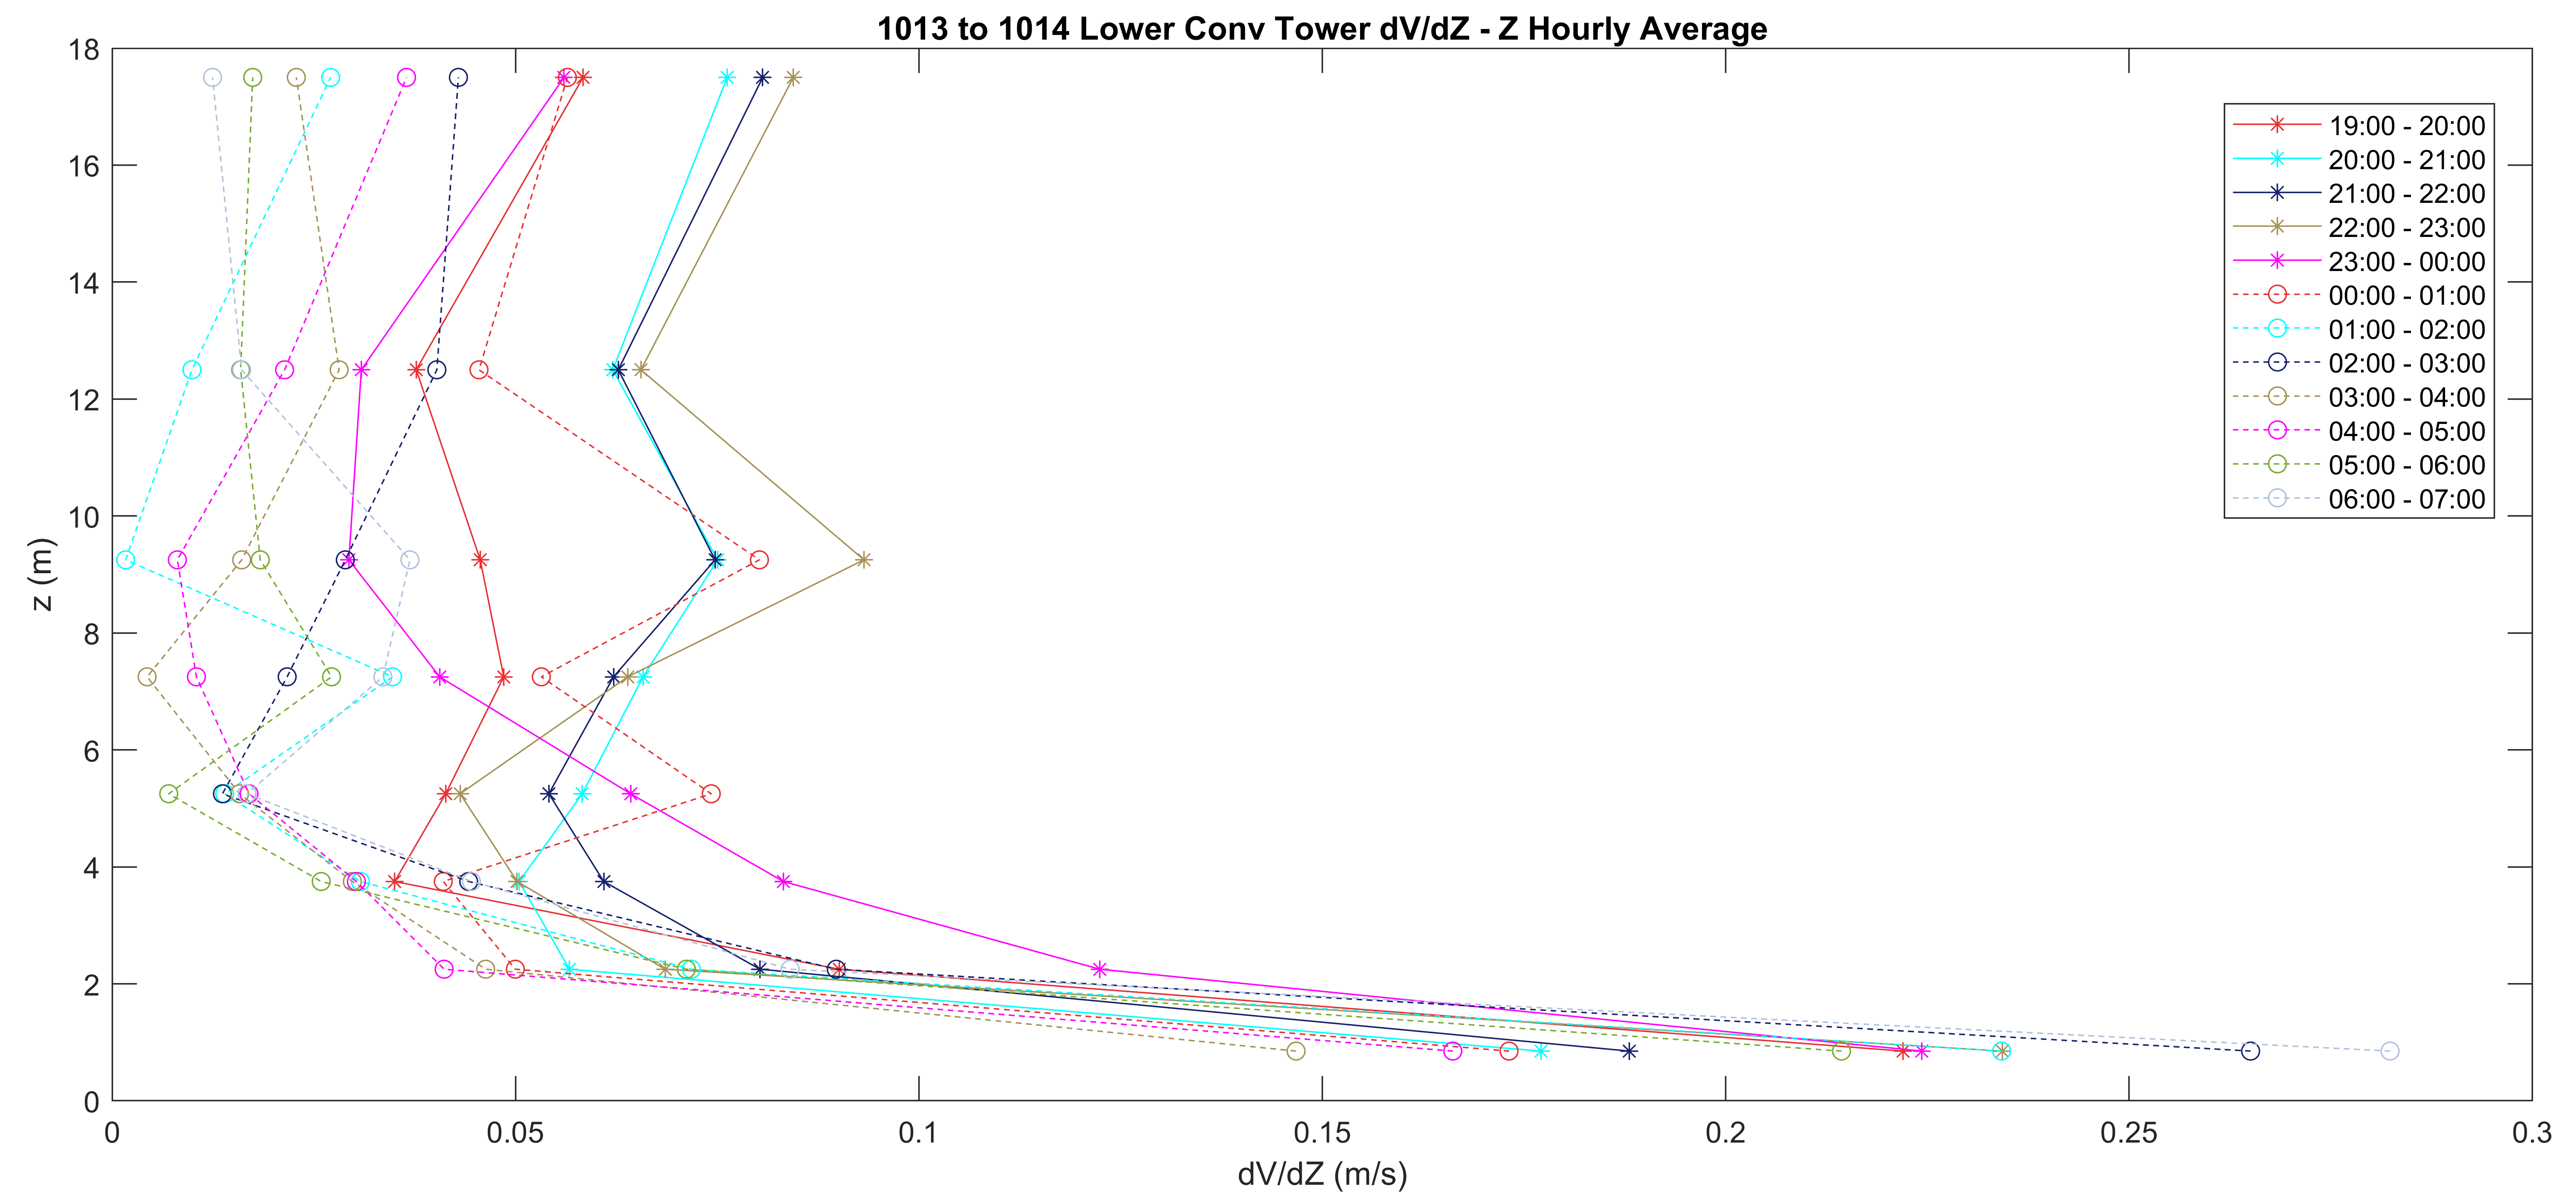 1013 to 1014 Lower Conv Tower dV/dZ - Z Hourly Average
18
16
14
12
10
8
6
4
2
0
z (m)
19:00 - 20:00
20:00 - 21:00
21:00 - 22:00
22:00 - 23:00
23:00 - 00:00
00:00 - 01:00
01:00 - 02:00
02:00 - 03:00
03:00 - 04:00
04:00 - 05:00
05:00 - 06:00
06:00 - 07:00
0 0.05 0.1 0.15 0.2 0.25 0.3
dV/dZ (m/s)